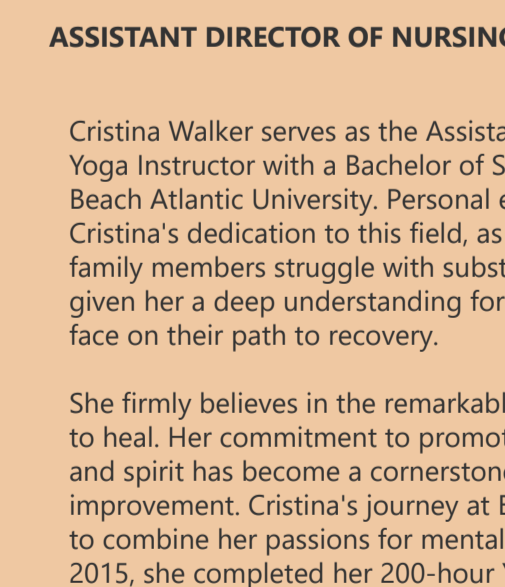 ASSISTANT DIRECTOR OF NURSING
Cristina Walker serves as the Assista
Yoga Instructor with a Bachelor of S
Beach Atlantic University. Personal e
Cristina's dedication to this field, as
family members struggle with subst
given her a deep understanding for
face on their path to recovery.
She firmly believes in the remarkabl
to heal. Her commitment to promot
and spirit has become a cornerston
improvement. Cristina's journey at B
to combine her passions for mental
2015, she completed her 200-hour Y